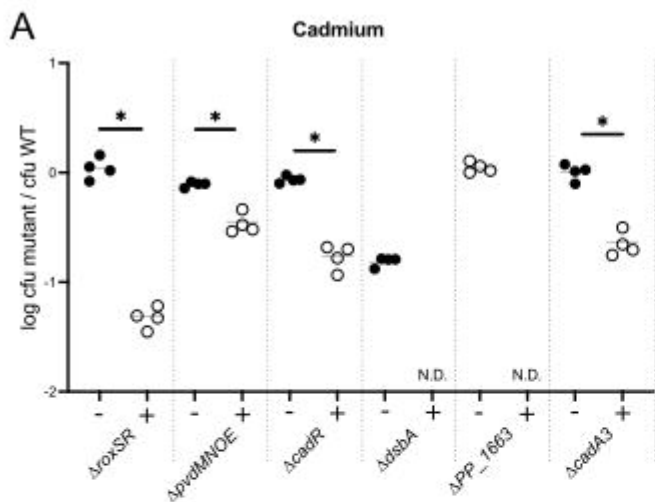 A
Cadmium
log cfu mutant / cfu WT
1
0
-1
-2
* * * *
N.D. N.D.
- + - + - + - + - + - +
ΔroxSR ΔpvdMNOE ΔcadR ΔdsbA ΔPP_1663 ΔcadA3